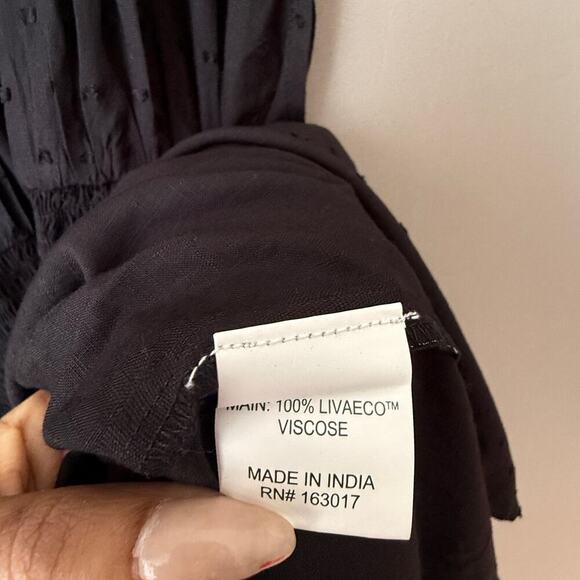 MAIN: 100% LIVAECO™
VISCOSE
MADE IN INDIA
RN# 163017